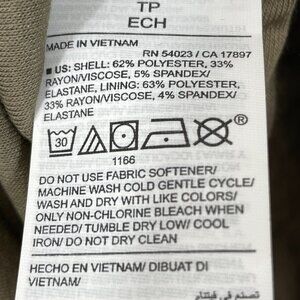 TP
ECH
MADE IN VIETNAM
RN 54023 / CA 17897
■ US: SHELL: 62% POLYESTER, 33%
RAYON/VISCOSE, 5% SPANDEX/
ELASTANE, LINING: 63% POLYESTER,
33% RAYON/VISCOSE, 4% SPANDEX/
ELASTANE
30
®
1166
DO NOT USE FABRIC SOFTENER/
MACHINE WASH COLD GENTLE CYCLE/
WASH AND DRY WITH LIKE COLORS/
ONLY NON-CHLORINE BLEACH WHEN
NEEDED/ TUMBLE DRY LOW/ COOL
IRON/ DO NOT DRY CLEAN
HECHO EN VIETNAM/ DIBUAT DI
VIETNAM/
تصنع في فيتنام